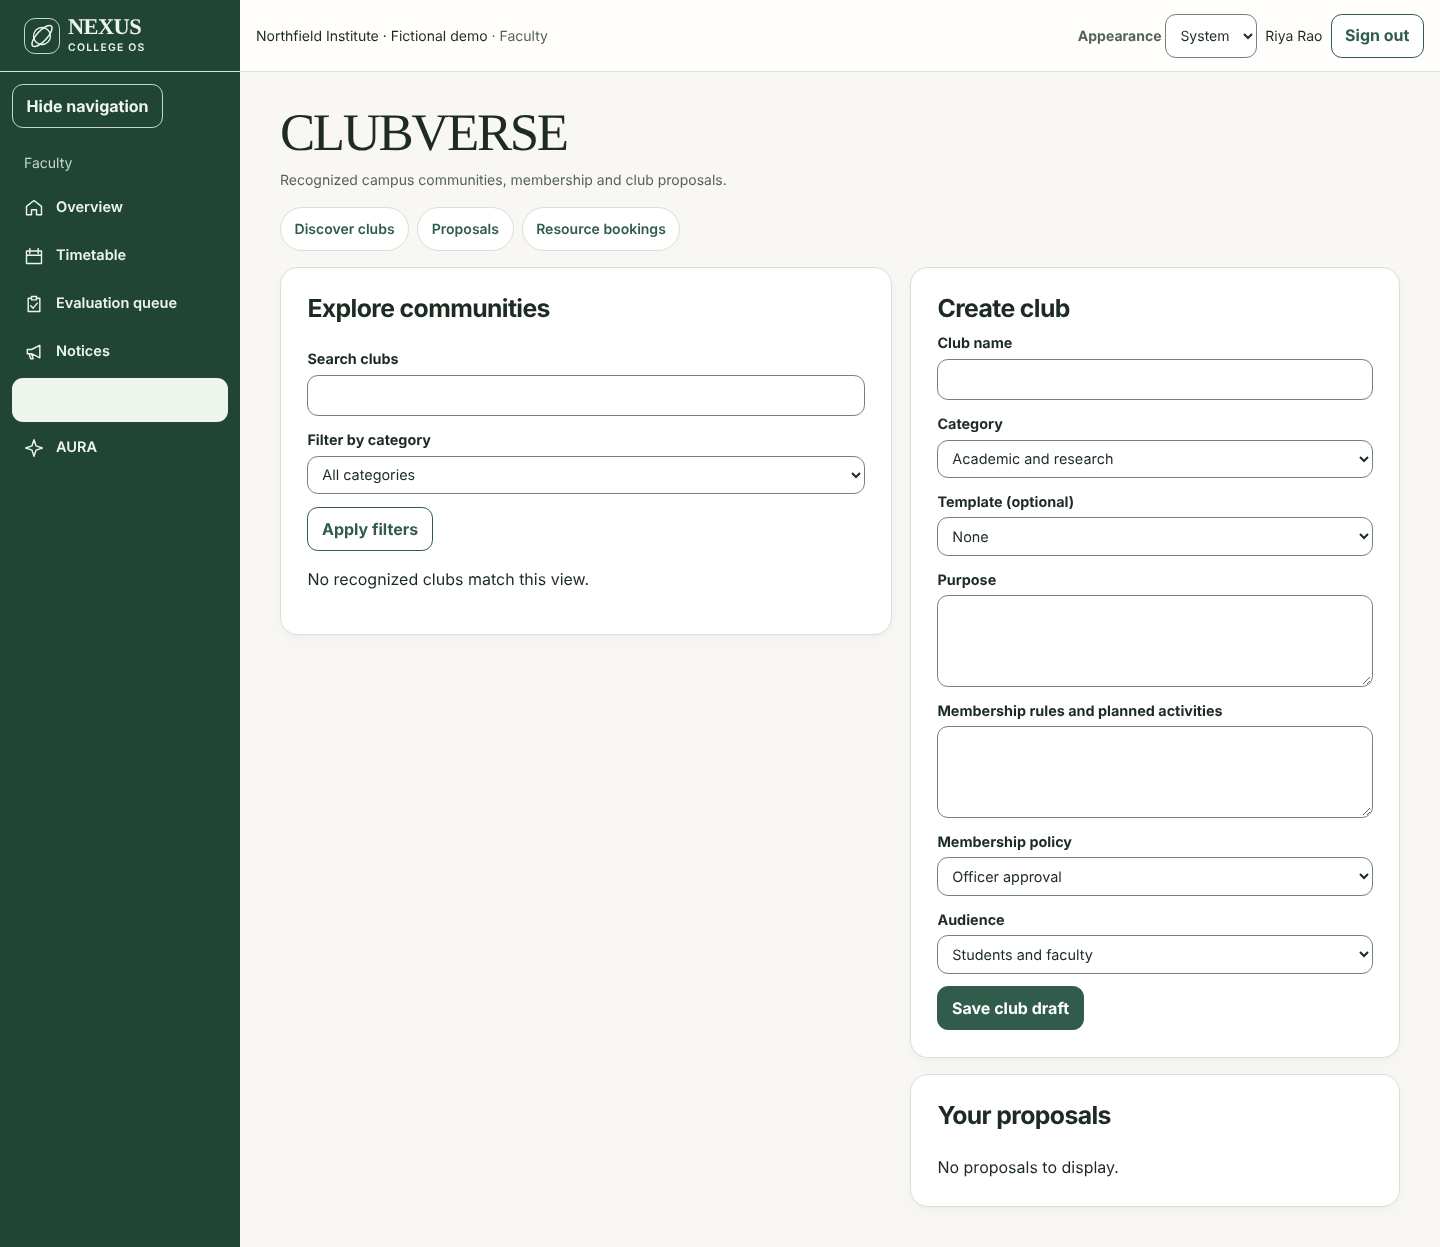 NEXUS
COLLEGE OS
Northfield Institute · Fictional demo · Faculty
Appearance
System
Riya Rao
Sign out
Hide navigation
Faculty
Overview
Timetable
Evaluation queue
Notices
AURA
CLUBVERSE
Recognized campus communities, membership and club proposals.
Discover clubs
Proposals
Resource bookings
Explore communities
Search clubs
Filter by category
All categories
Apply filters
No recognized clubs match this view.
Create club
Club name
Category
Academic and research
Template (optional)
None
Purpose
Membership rules and planned activities
Membership policy
Officer approval
Audience
Students and faculty
Save club draft
Your proposals
No proposals to display.